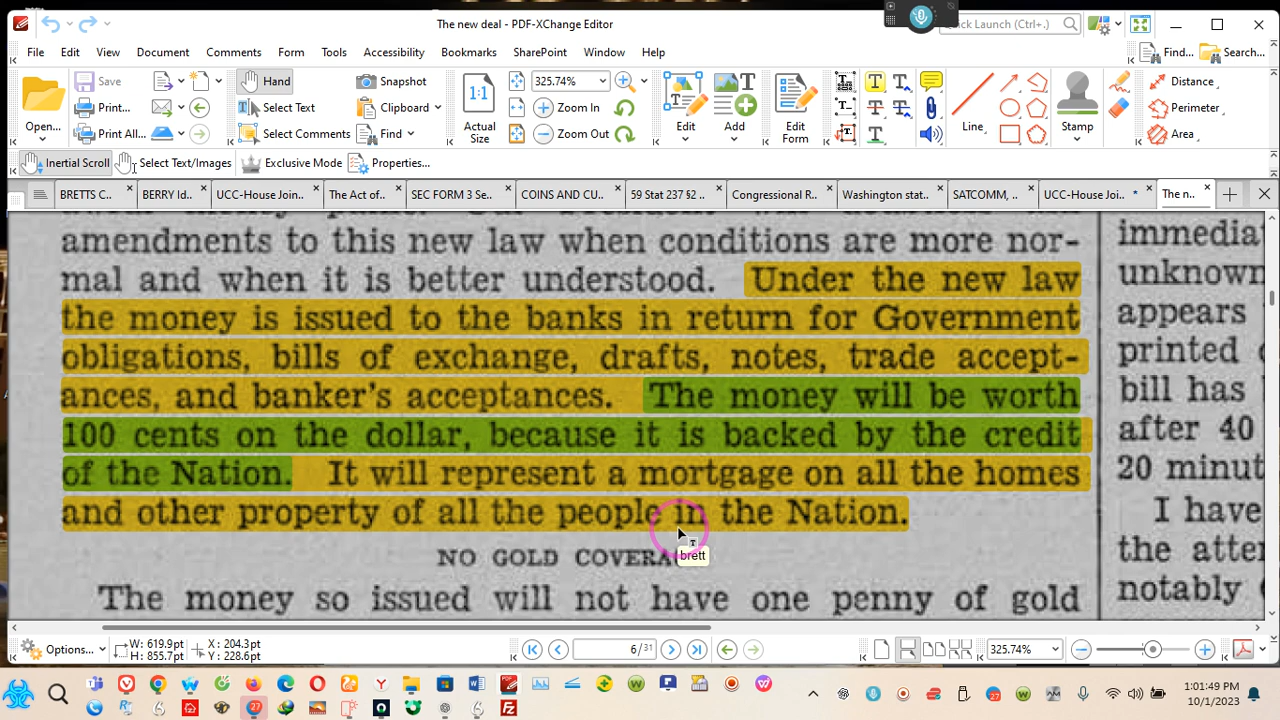 The new deal - PDF-XChange Editor
Quick Launch (Ctrl+.)
File Edit View Document Comments Form Tools Accessibility Bookmarks SharePoint Window Help
Find... Search...
Save Hand Snapshot 325.74% Distance
Open... Print... Select Text Clipboard Actual Size Zoom In Edit Add Edit Form Line Stamp Perimeter
Print All... Select Comments Find Zoom Out Area
Inertial Scroll Select Text/Images Exclusive Mode Properties...
BRETTS C... BERRY Id... UCC-House Join... The Act of... SEC FORM 3 Se... COINS AND CU... 59 Stat 237 §2 .. Congressional R... Washington stat.. SATCOMM, .. UCC-House Joi... * The n...
amendments to this new law when conditions are more nor-
mal and when it is better understood. Under the new law
the money is issued to the banks in return for Government
obligations, bills of exchange, drafts, notes, trade accept-
ances, and banker's acceptances. The money will be worth
100 cents on the dollar, because it is backed by the credit
of the Nation. It will represent a mortgage on all the homes
and other property of all the people in the Nation.
brett
NO GOLD COVERA
The money so issued will not have one penny of gold
immediat
unknown
appears
printed
bill has
after 40
20 minut
I have
the atter
notably
Options... W: 619.9pt X: 204.3pt
H: 855.7pt Y: 228.6pt
6 / 31
325.74%
27
27
1:01:49 PM
10/1/2023